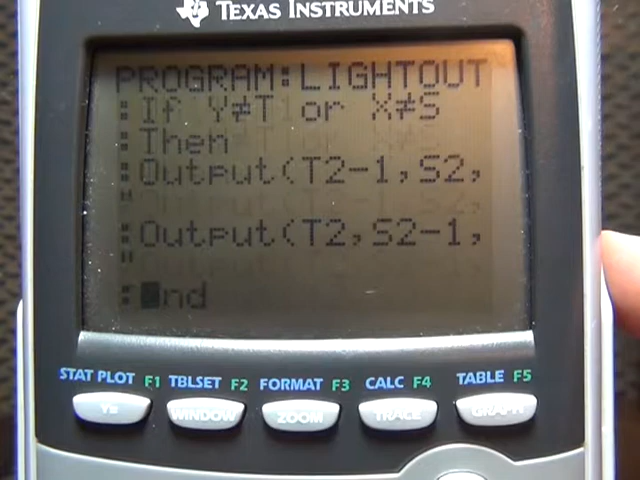 TEXAS INSTRUMENTS
PROGRAM:LIGHTOUT
:If Y≠T or X≠S
:Then
:Output(T2-1,S2,
"
:Output(T2,S2-1,
"
:End
STAT PLOT F1 TBLSET F2 FORMAT F3 CALC F4 TABLE F5
Y= WINDOW ZOOM TRACE GRAPH